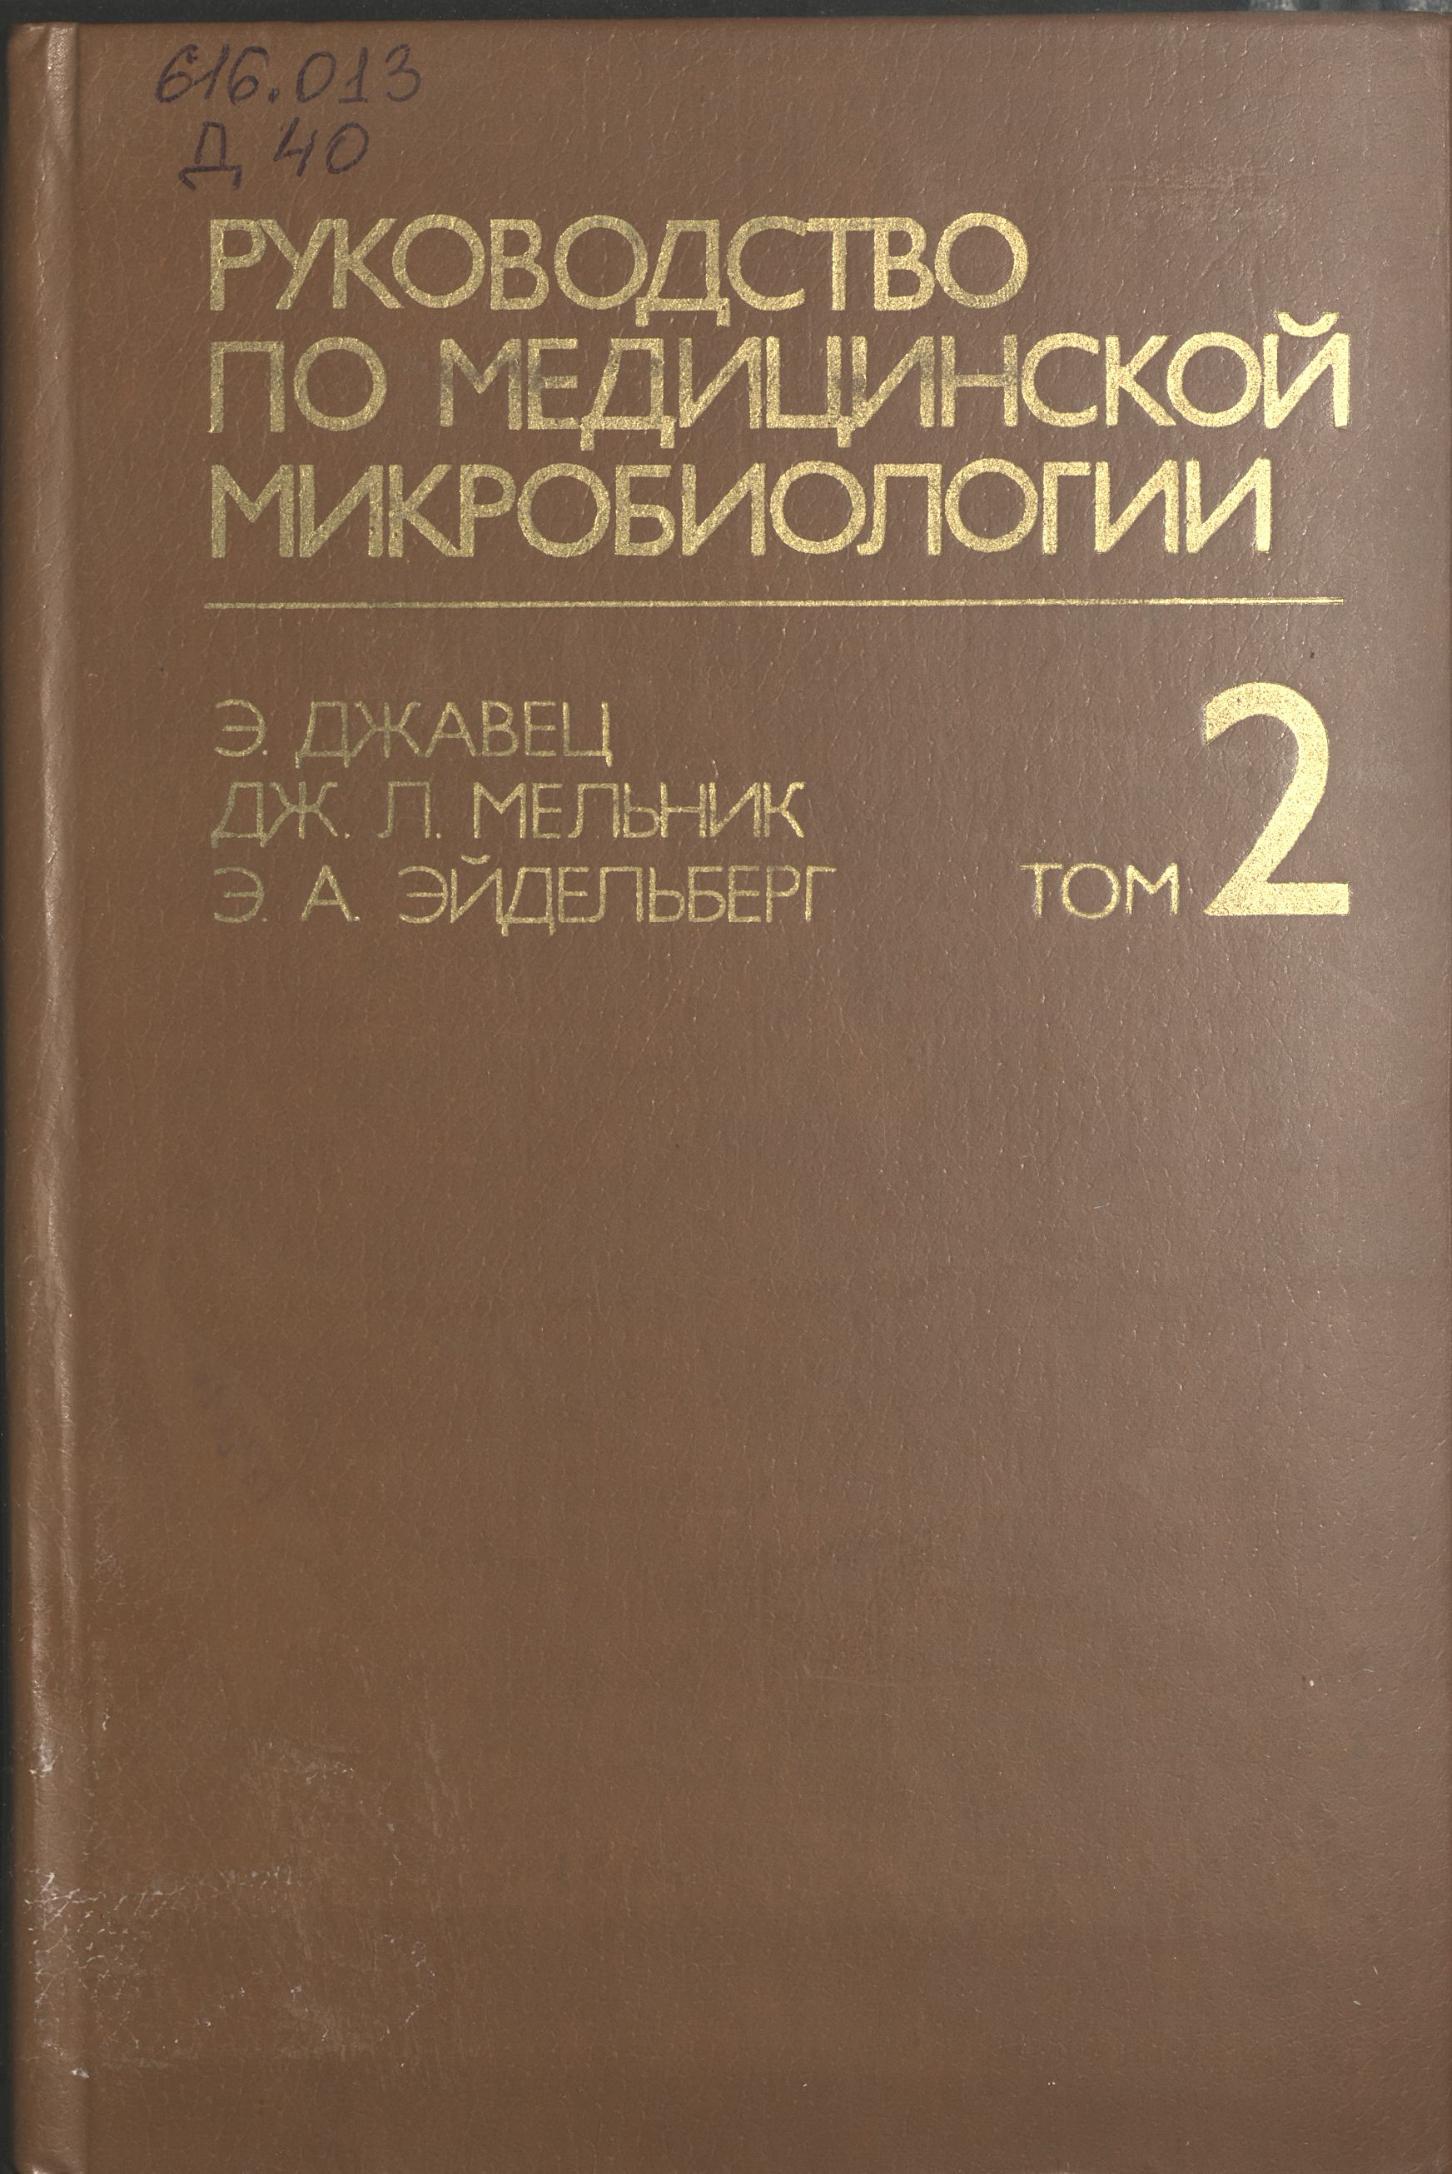 616.013
Д 40
РУКОВОДСТВО
ПО МЕДИЦИНСКОЙ
МИКРОБИОЛОГИИ
Э. ДЖАВЕЦ
ДЖ. Л. МЕЛЬНИК
Э. А. ЭЙДЕЛЬБЕРГ
ТОМ 2